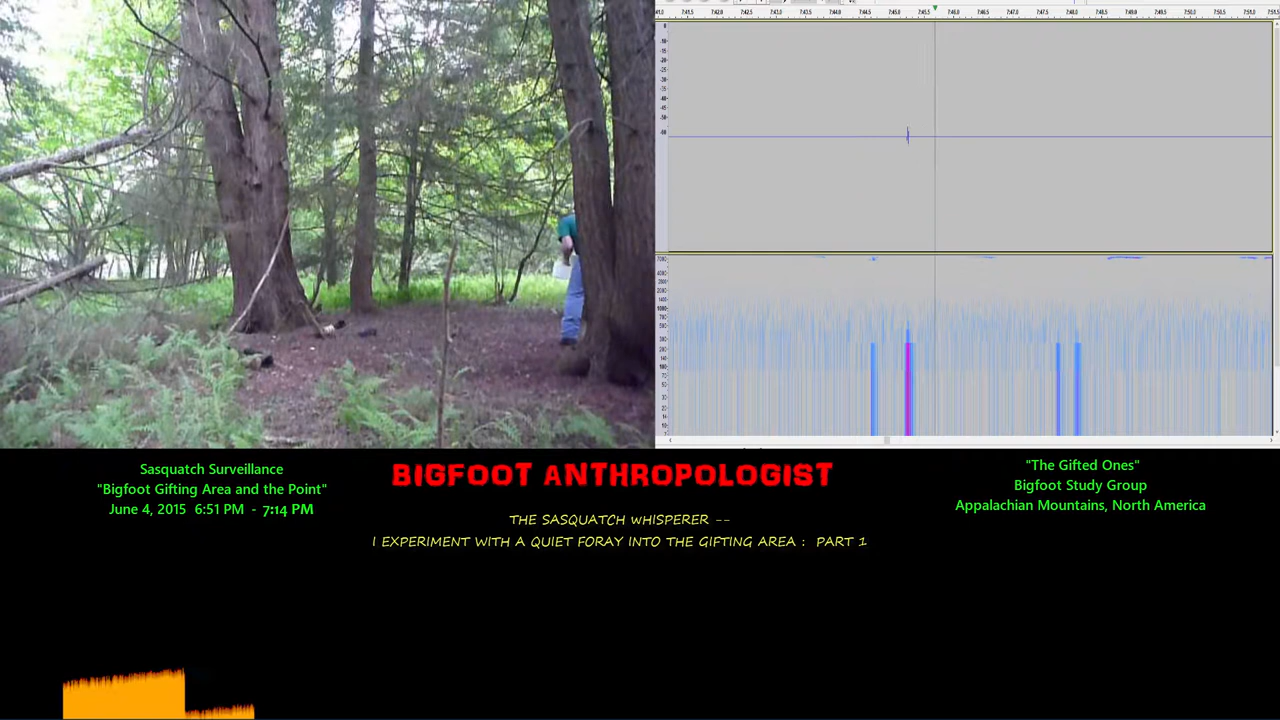 Sasquatch Surveillance
"Bigfoot Gifting Area and the Point"
June 4, 2015 6:51 PM - 7:14 PM
BIGFOOT ANTHROPOLOGIST
THE SASQUATCH WHISPERER --
I EXPERIMENT WITH A QUIET FORAY INTO THE GIFTING AREA : PART 1
"The Gifted Ones"
Bigfoot Study Group
Appalachian Mountains, North America